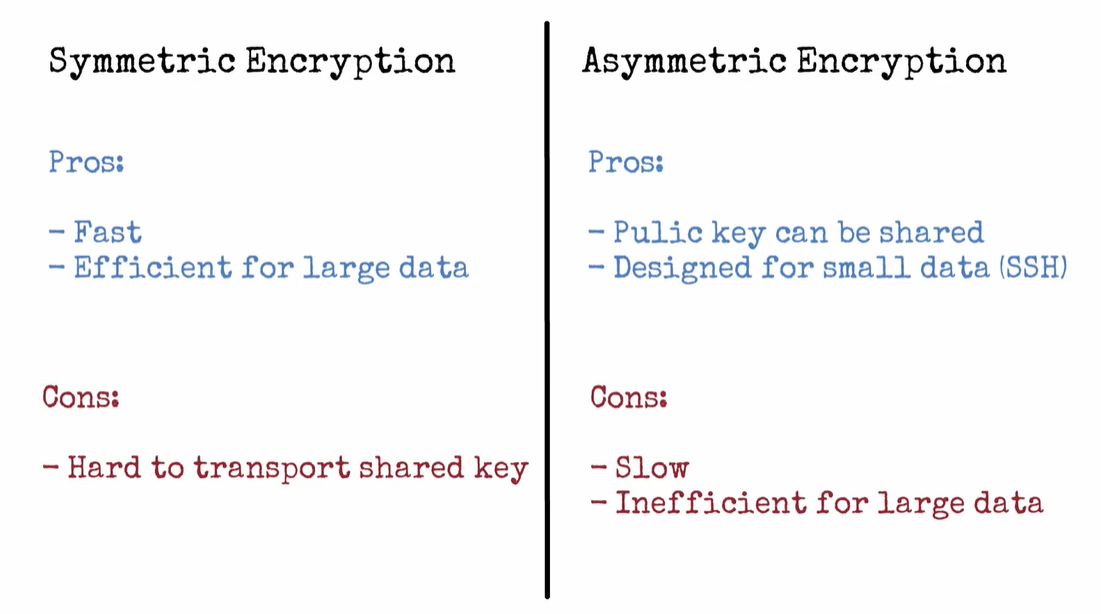 Symmetric Encryption
Pros:
- Fast
- Efficient for large data
Cons:
- Hard to transport shared key
Asymmetric Encryption
Pros:
- Pulic key can be shared
- Designed for small data (SSH)
Cons:
- Slow
- Inefficient for large data